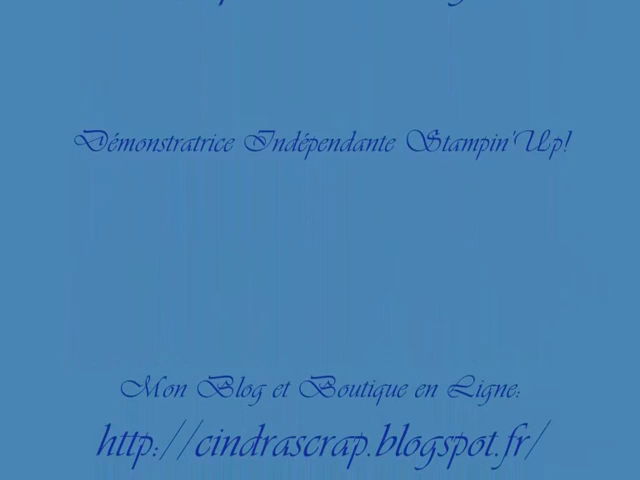 Démonstratrice Indépendante Stampin'Up!
Mon Blog et Boutique en Ligne:
http://cindrascrap.blogspot.fr/